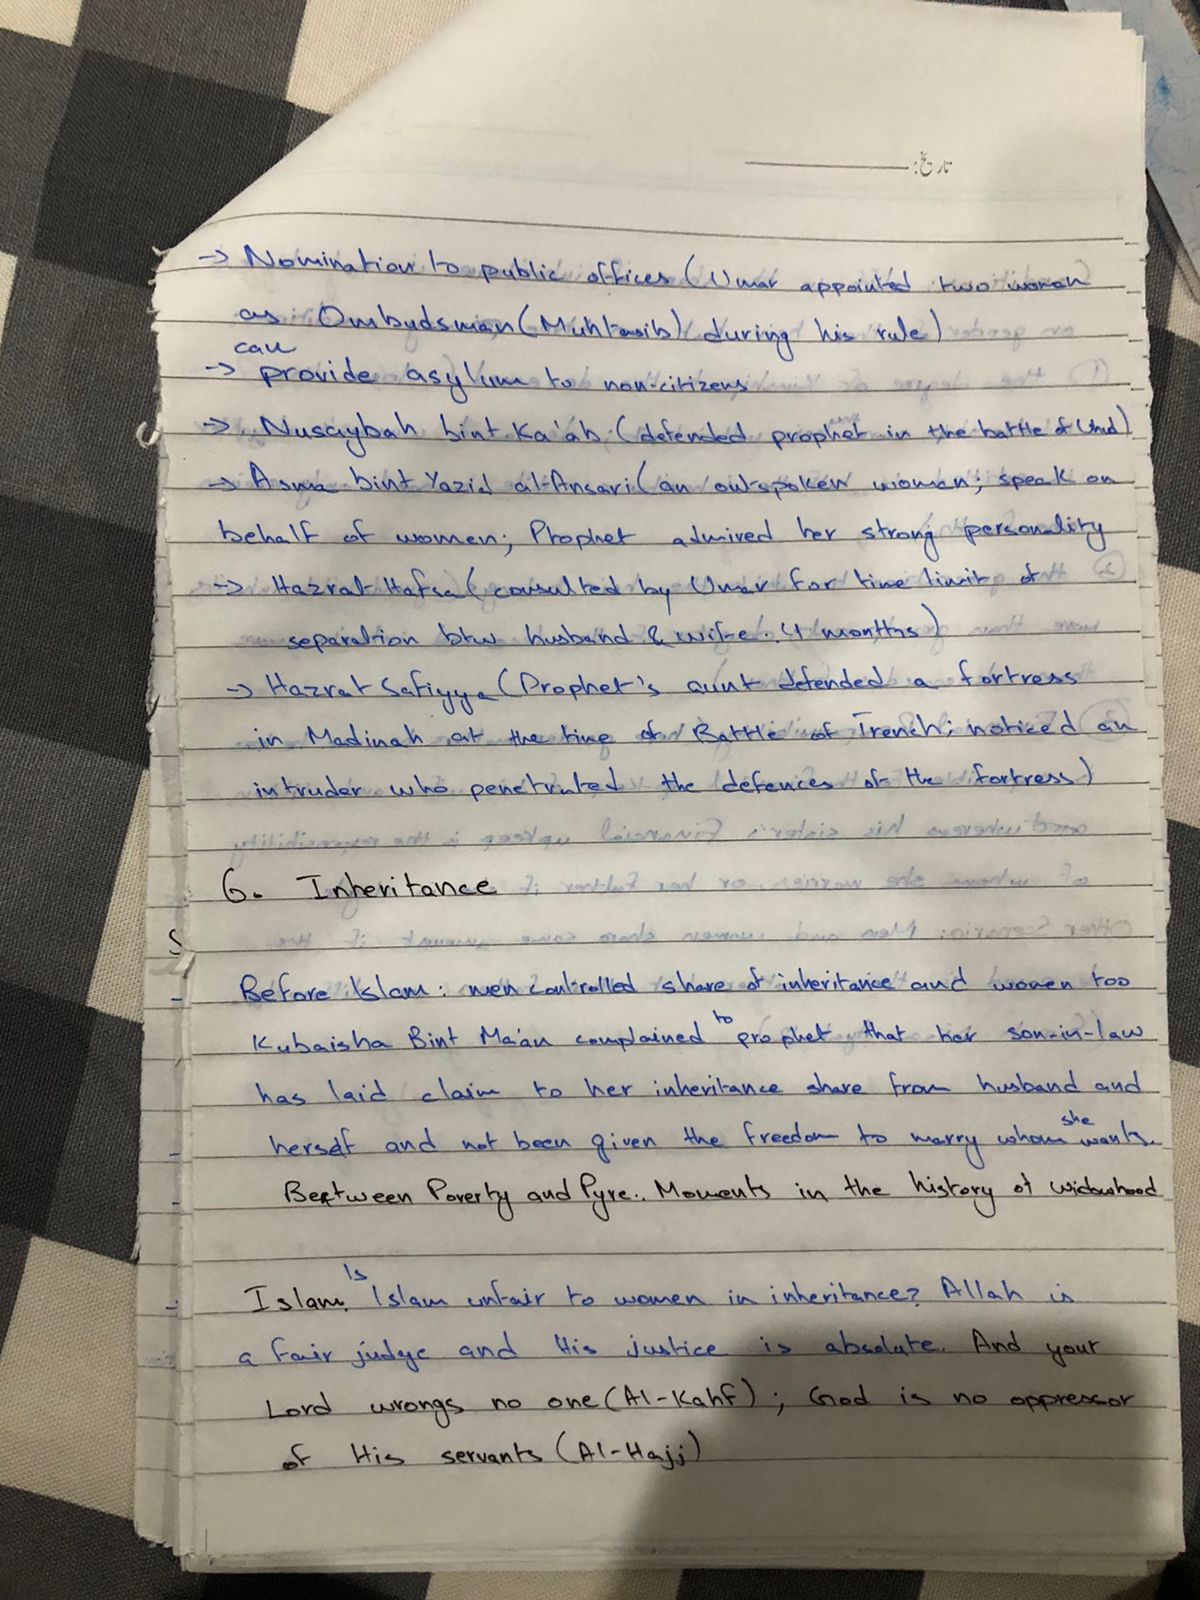 تاریخ:
→ Nomination to public offices (Umar appointed two women
as Ombudsman (Muhtasib) during his rule)
can
→ provide asylum to non-citizens
→ Nusaybah bint Ka'ab (defended prophet in the battle of Uhud)
→ Asma bint Yazid al-Ansari (an outspoken women; speak on
behalf of women; Prophet admired her strong personality
→ Hazrat Hafsa (consulted by Umar for time limit of
separation btw husband & wife. (4 months)
→ Hazrat Safiyya (Prophet's aunt defended a fortress
in Madinah at the time of Battle of Trench; noticed an
intruder who penetrated the defences of the fortress)
6. Inheritance
Before Islam: men controlled share of inheritance and women too
Kubaisha Bint Ma'an complained to prophet that her son-in-law
has laid claim to her inheritance share from husband and
herself and not been given the freedom to marry whom she wants.
Beetween Poverty and Pyre. Moments in the history of widowhood
Islam. Is Islam unfair to women in inheritance? Allah is
a fair judge and His justice is absolute. And your
Lord wrongs no one (Al-Kahf); God is no oppressor
of His servants (Al-Hajj)